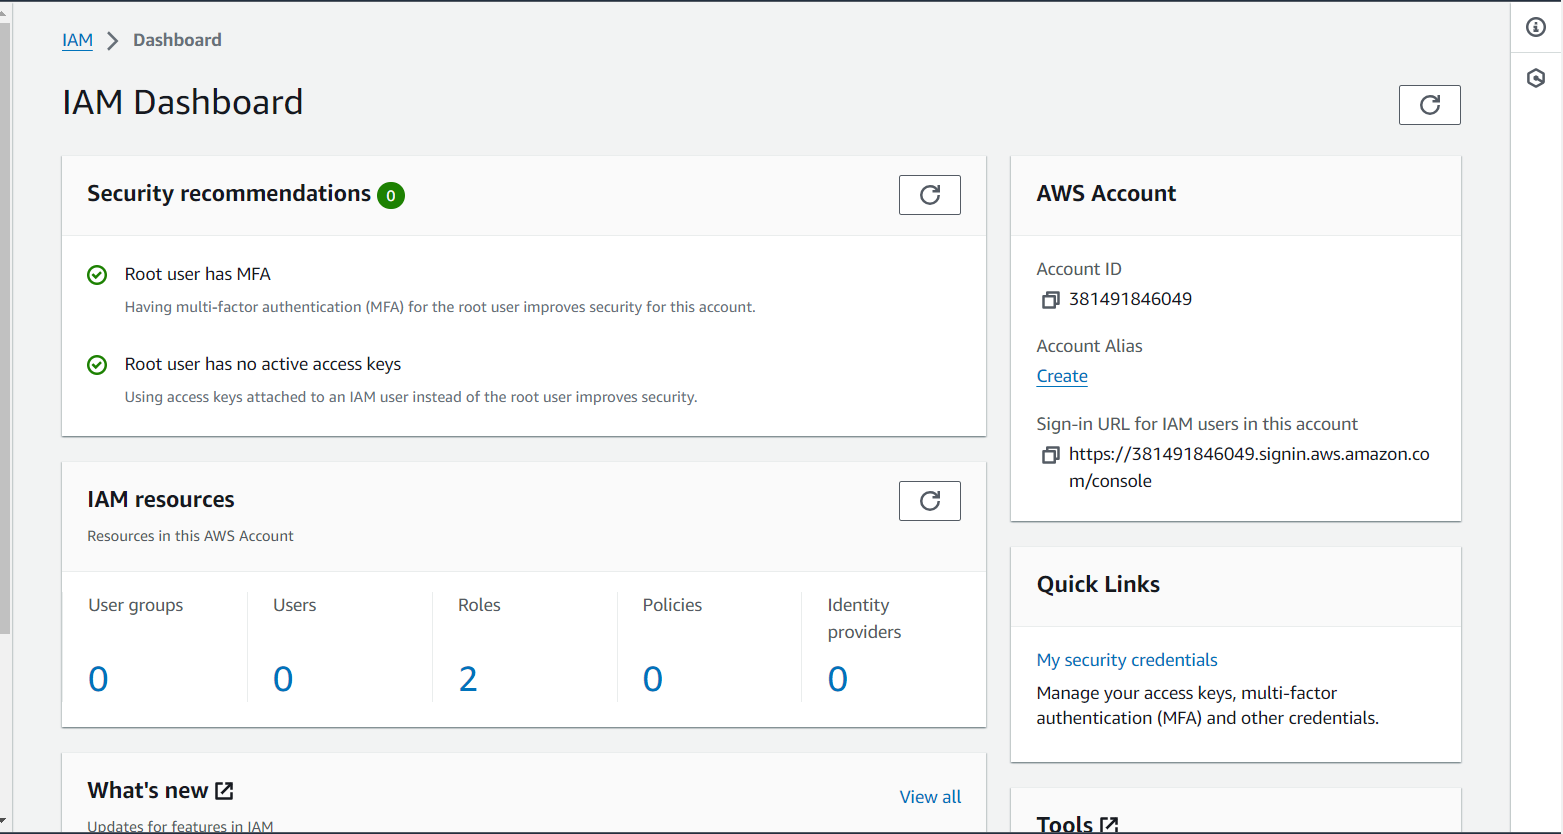 IAM > Dashboard
IAM Dashboard
Security recommendations 0
Root user has MFA
Having multi-factor authentication (MFA) for the root user improves security for this account.
Root user has no active access keys
Using access keys attached to an IAM user instead of the root user improves security.
IAM resources
Resources in this AWS Account
User groups
0
Users
0
Roles
2
Policies
0
Identity
providers
0
What's new
View all
Updates for features in IAM
AWS Account
Account ID
381491846049
Account Alias
Create
Sign-in URL for IAM users in this account
https://381491846049.signin.aws.amazon.co
m/console
Quick Links
My security credentials
Manage your access keys, multi-factor
authentication (MFA) and other credentials.
Tools